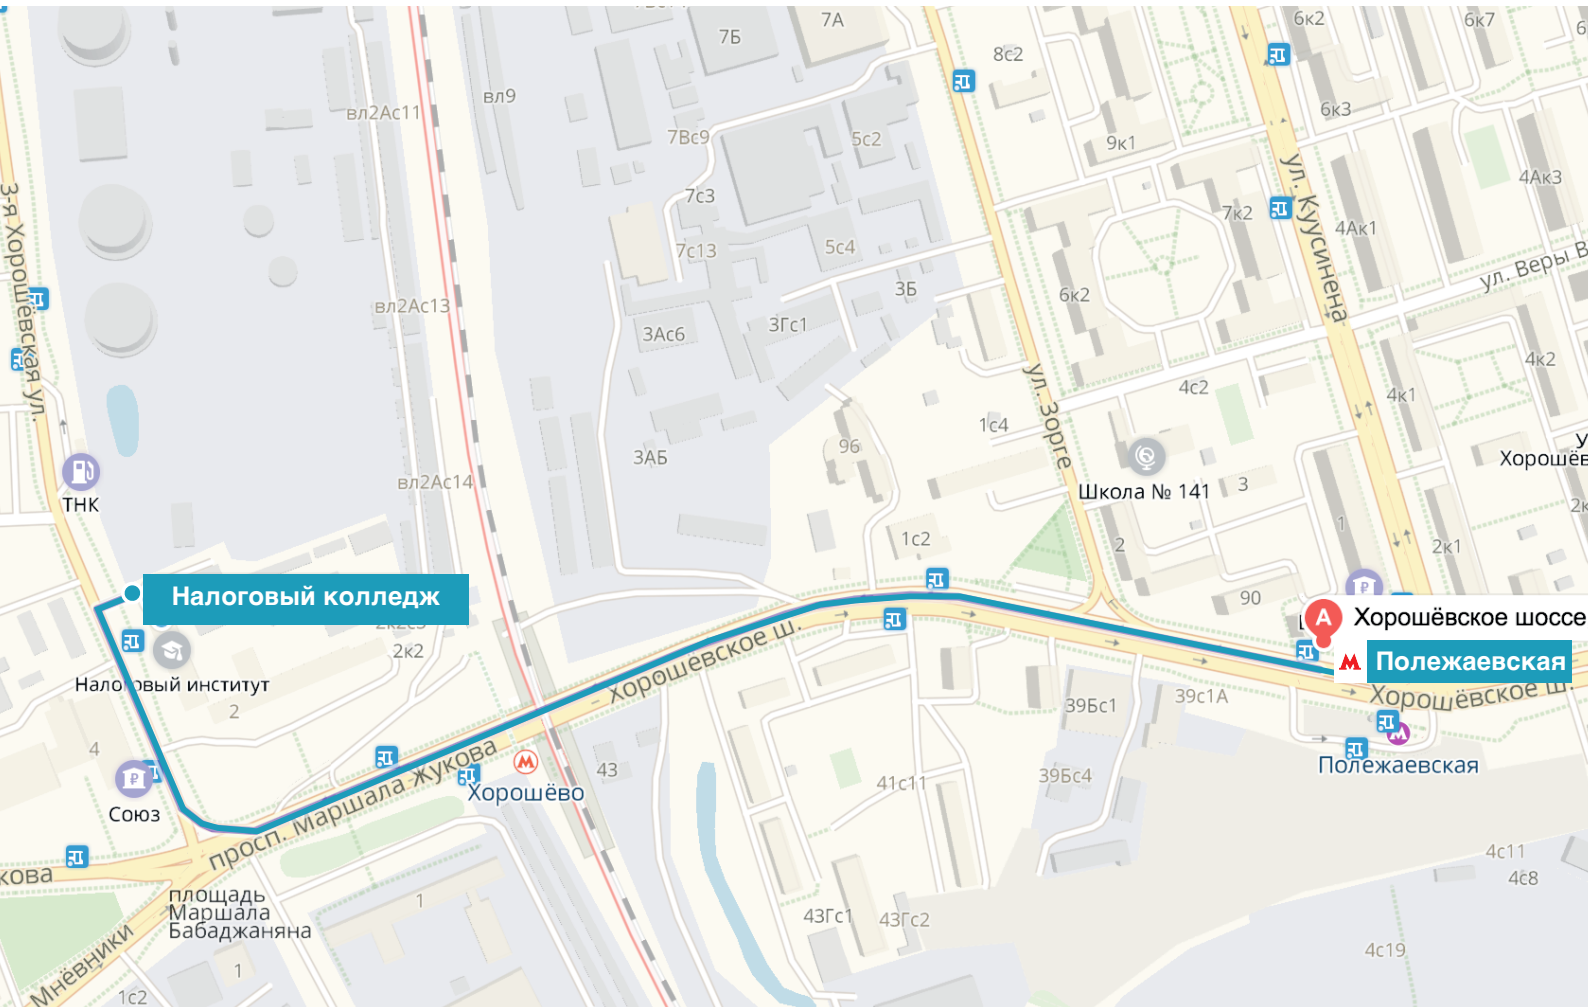 7Б
7А
6к2
6к7
8с2
вл9
вл2Ас11
6к3
7Вс9
5с2
9к1
ул. Куусинена
4Ак3
3-я Хорошёвская ул.
7с3
7к2
4Ак1
7с13
5с4
ул. Веры В
3Б
6к2
вл2Ас13
3Гс1
3Ас6
4к2
ул. Зорге
4с2
4к1
1с4
96
3АБ
Хорошёв
вл2Ас14
3
Школа № 141
ТНК
1с2
2
1
2к1
Налоговый колледж
90
А
Хорошёвское шоссе
2к2
М Полежаевская
Налоговый институт
Хорошёвское ш.
39Бс1
39с1А
Хорошёвское ш.
2
4
просп. Маршала Жукова
М
М
43
39Бс4
Полежаевская
41с11
Хорошёво
Союз
4с11
кова
4с8
площадь
Маршала
Бабаджаняна
1
43Гс1
43Гс2
Мнёвники
4с19
1
1с2